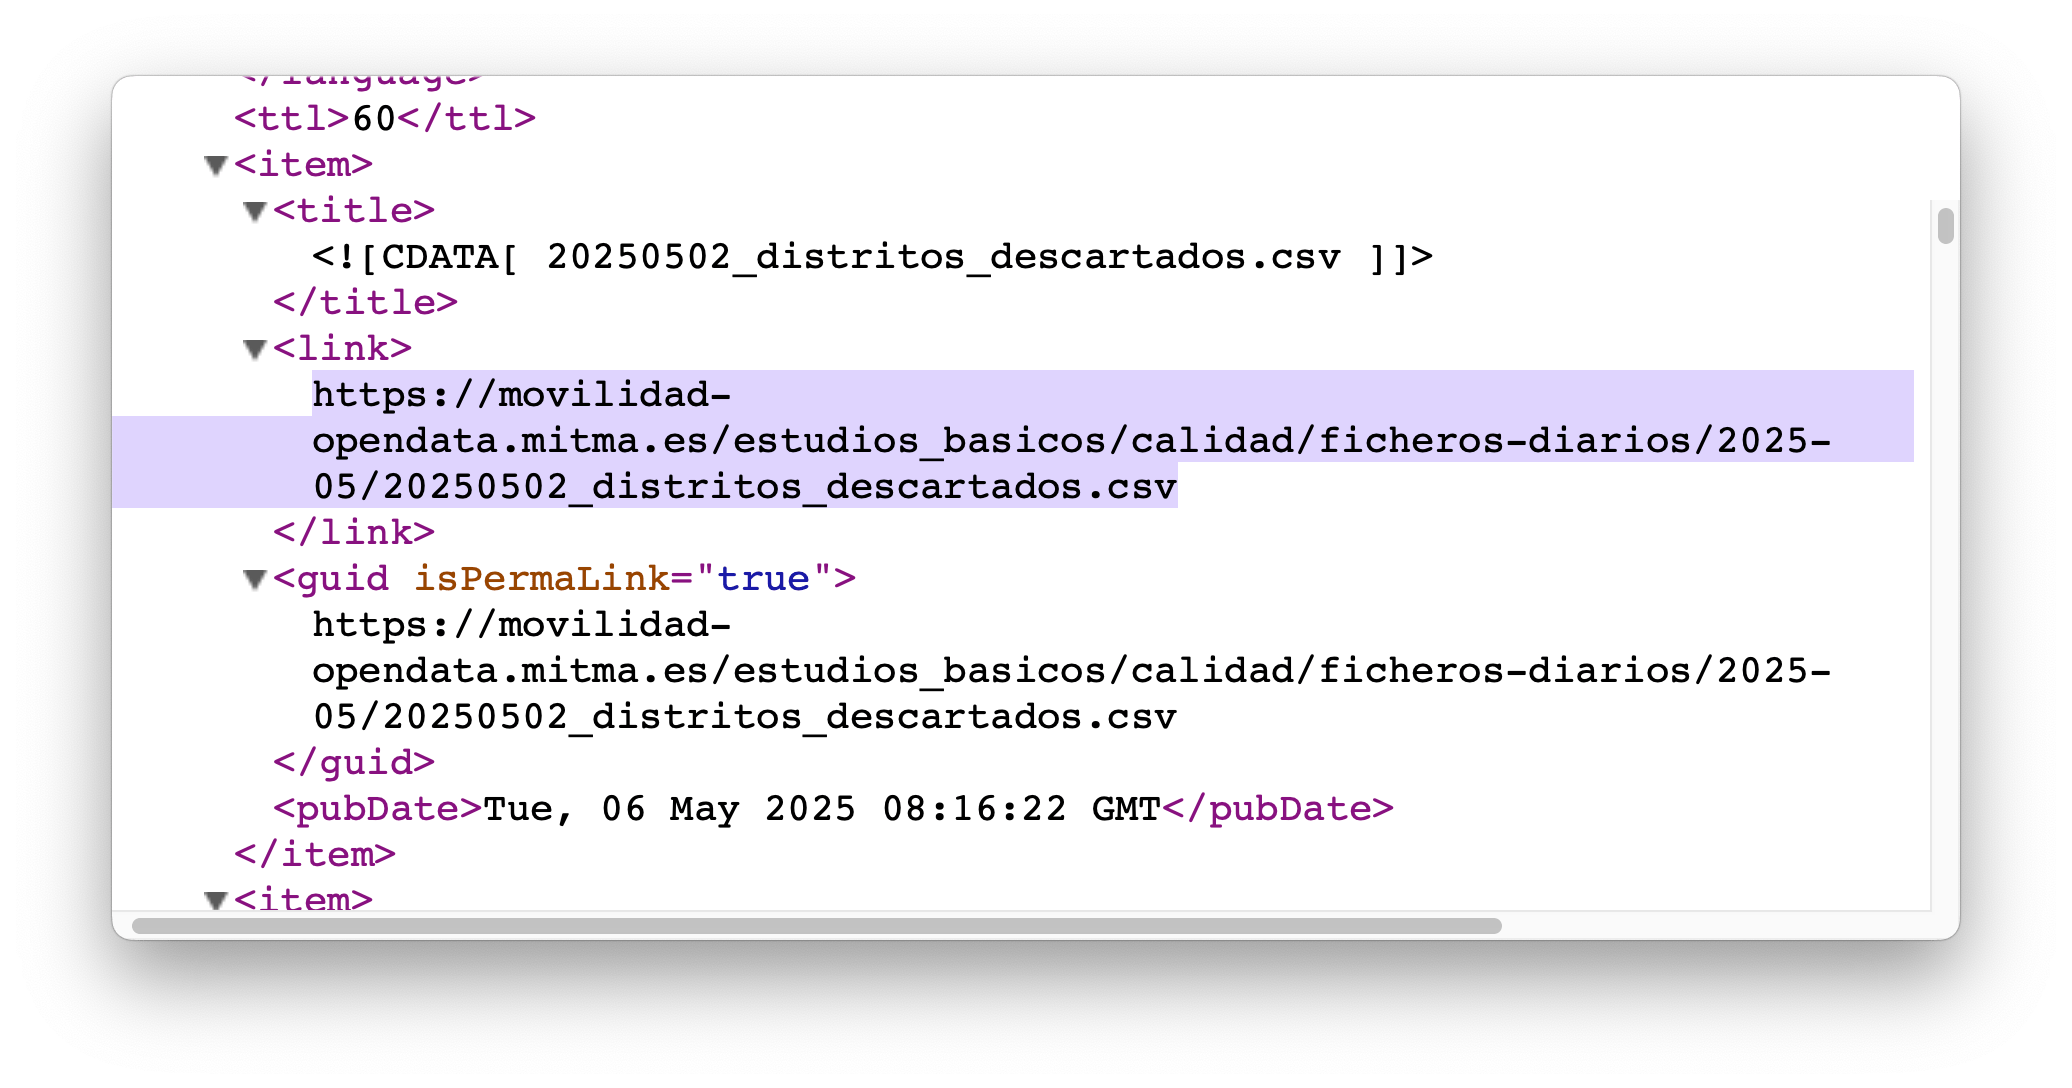 </language>
<ttl>60</ttl>
<item>
<title>
<![CDATA[ 20250502_distritos_descartados.csv ]]>
</title>
<link>
https://movilidad-
opendata.mitma.es/estudios_basicos/calidad/ficheros-diarios/2025-
05/20250502_distritos_descartados.csv
</link>
<guid isPermaLink="true">
https://movilidad-
opendata.mitma.es/estudios_basicos/calidad/ficheros-diarios/2025-
05/20250502_distritos_descartados.csv
</guid>
<pubDate>Tue, 06 May 2025 08:16:22 GMT</pubDate>
</item>
<item>